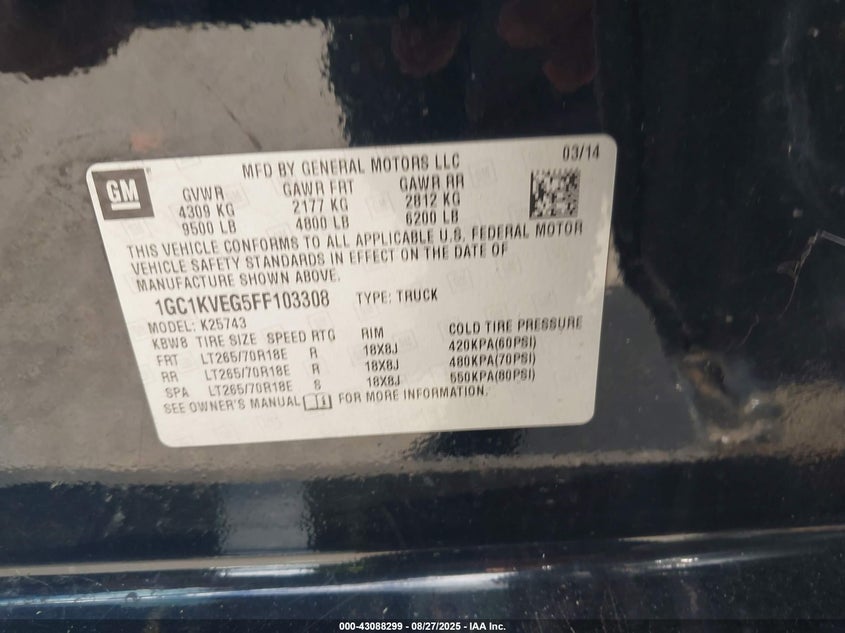 MFD BY GENERAL MOTORS LLC 03/14
GM
GVWR GAWR FRT GAWR RR
4309 KG 2177 KG 2812 KG
9500 LB 4800 LB 6200 LB
THIS VEHICLE CONFORMS TO ALL APPLICABLE U.S. FEDERAL MOTOR
VEHICLE SAFETY STANDARDS IN EFFECT ON THE DATE OF
MANUFACTURE SHOWN ABOVE.
1GC1KVEG5FF103308 TYPE: TRUCK
MODEL: K25743
KBW8 TIRE SIZE SPEED RTG RIM COLD TIRE PRESSURE
FRT LT265/70R18E R 18X8J 420KPA(60PSI)
RR LT265/70R18E R 18X8J 480KPA(70PSI)
SPA LT265/70R18E S 18X8J 550KPA(80PSI)
SEE OWNER'S MANUAL FOR MORE INFORMATION.
000-43088299 - 08/27/2025 - IAA Inc.